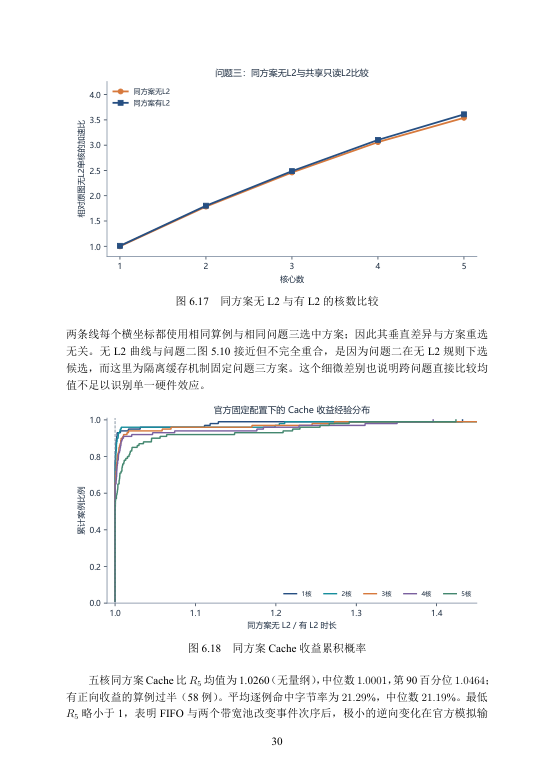 问题三：同方案无L2与共享只读L2比较
相对原图无L2单核的加速比
4.0
3.5
3.0
2.5
2.0
1.5
1.0
同方案无L2
同方案有L2
1 2 3 4 5
核心数
图 6.17 同方案无 L2 与有 L2 的核数比较
两条线每个横坐标都使用相同算例与相同问题三选中方案；因此其垂直差异与方案重选
无关。无 L2 曲线与问题二图 5.10 接近但不完全重合，是因为问题二在无 L2 规则下选
候选，而这里为隔离缓存机制固定问题三方案。这个细微差别也说明跨问题直接比较均
值不足以识别单一硬件效应。
官方固定配置下的 Cache 收益经验分布
累计案例比例
1.0
0.8
0.6
0.4
0.2
0.0
1核 2核 3核 4核 5核
1.0 1.1 1.2 1.3 1.4
同方案无 L2 / 有 L2 时长
图 6.18 同方案 Cache 收益累积概率
五核同方案 Cache 比 R₅ 均值为 1.0260（无量纲），中位数 1.0001，第 90 百分位 1.0464；
有正向收益的算例过半（58 例）。平均逐例命中字节率为 21.29%，中位数 21.19%。最低
R₅ 略小于 1，表明 FIFO 与两个带宽池改变事件次序后，极小的逆向变化在官方模拟输
30